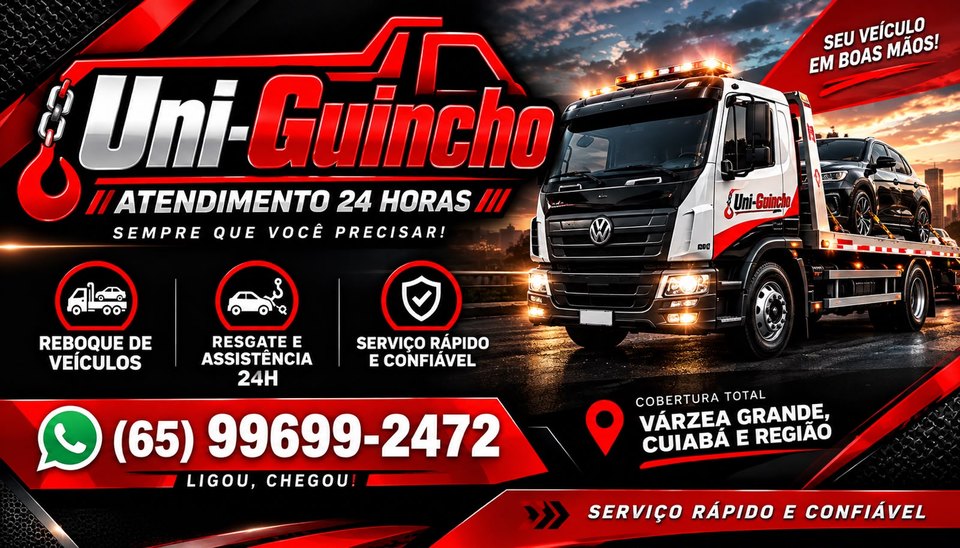 Uni-Guincho
ATENDIMENTO 24 HORAS
SEMPRE QUE VOCÊ PRECISAR!
SEU VEÍCULO
EM BOAS MÃOS!
Uni-Guincho
REBOQUE DE
VEÍCULOS
RESGATE E
ASSISTÊNCIA
24H
SERVIÇO RÁPIDO
E CONFIÁVEL
(65) 99699-2472
LIGOU, CHEGOU!
COBERTURA TOTAL
VÁRZEA GRANDE,
CUIABÁ E REGIÃO
SERVIÇO RÁPIDO E CONFIÁVEL